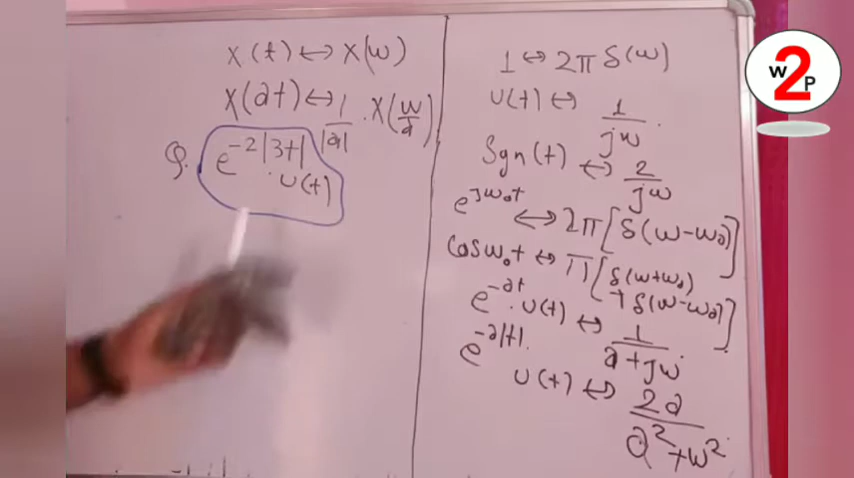 x(t) ↔ X(ω)
x(at) ↔ 1/|a| . X(ω/a)
Q. e^-2|3t| . u(t)
1 ↔ 2π δ(ω)
u(t) ↔ 1/jω .
Sgn(t) ↔ 2/jω
e^jω₀t ↔ 2π[δ(ω-ω₀)]
Cosω₀t ↔ π[δ(ω+ω₀)
+ δ(ω-ω₀)]
e^-at . u(t) ↔ 1/a+jω .
e^-a|t| .
u(t) ↔ 2a/a²+ω² .
W2P